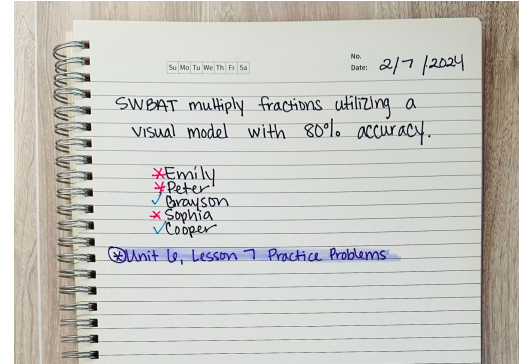 No.
Su Mo Tu We Th Fr Sa Date: 2/7/2024
SWBAT multiply fractions utilizing a
visual model with 80% accuracy.
×Emily
×Peter
✓Grayson
×Sophia
✓Cooper
⊛Unit 6, Lesson 7 Practice Problems